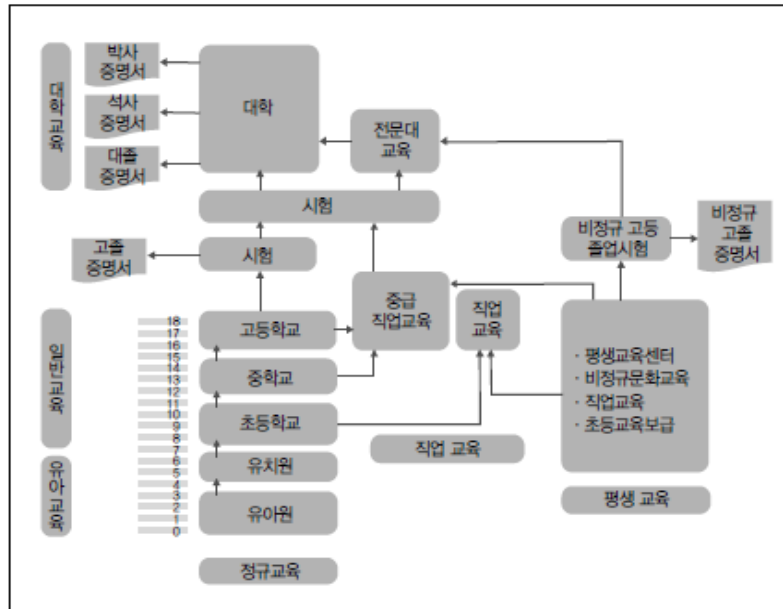 대학교육
박사
증명서
석사
증명서
대졸
증명서
대학
전문대
교육
시험
고졸
증명서
시험
비정규 고등
졸업시험
비정규
고졸
증명서
일반교육
유아교육
18
17
16
15
14
13
12
11
10
9
8
7
6
5
4
3
2
1
0
고등학교
중학교
초등학교
유치원
유아원
정규교육
중급
직업교육
직업
교육
직업 교육
· 평생교육센터
· 비정규문화교육
· 직업교육
· 초등교육보급
평생 교육